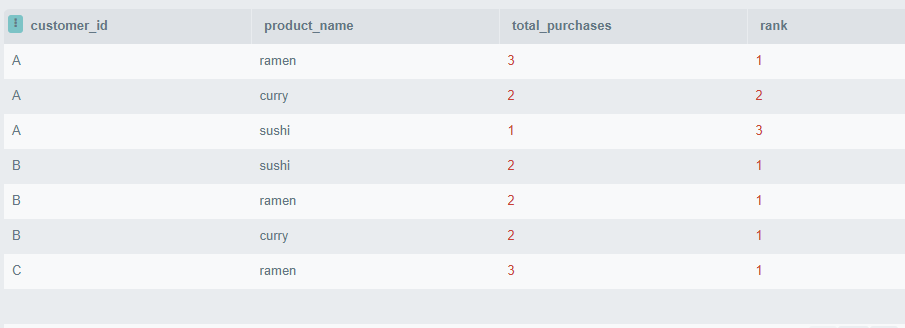 customer_id product_name total_purchases rank
A ramen 3 1
A curry 2 2
A sushi 1 3
B sushi 2 1
B ramen 2 1
B curry 2 1
C ramen 3 1